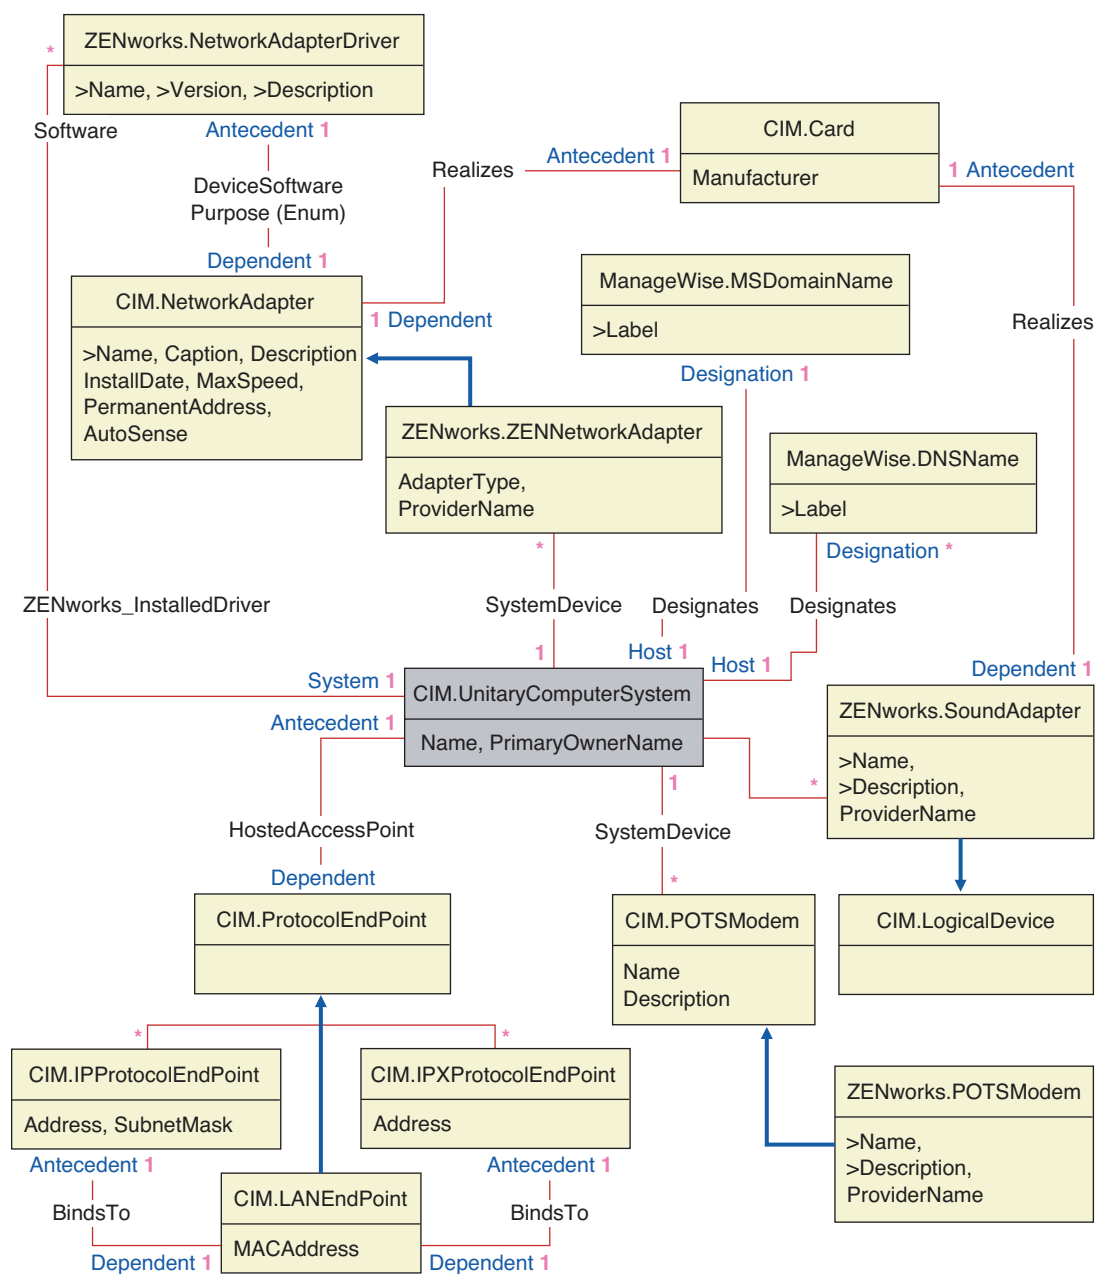 ZENworks.NetworkAdapterDriver
*
>Name, >Version, >Description
Software
Antecedent 1
DeviceSoftware
Purpose (Enum)
Dependent 1
CIM.Card
Manufacturer
Realizes
Antecedent 1
1 Antecedent
CIM.NetworkAdapter
>Name, Caption, Description
InstallDate, MaxSpeed,
PermanentAddress,
AutoSense
1 Dependent
ManageWise.MSDomainName
>Label
Designation 1
Realizes
ZENworks.ZENNetworkAdapter
AdapterType,
ProviderName
*
ManageWise.DNSName
>Label
Designation *
ZENworks_InstalledDriver
SystemDevice
Designates
Designates
1
Host 1
Host 1
Dependent 1
System 1
CIM.UnitaryComputerSystem
Name, PrimaryOwnerName
Antecedent 1
ZENworks.SoundAdapter
>Name,
>Description,
ProviderName
*
1
HostedAccessPoint
SystemDevice
Dependent
*
CIM.ProtocolEndPoint
CIM.POTSModem
Name
Description
CIM.LogicalDevice
*
*
CIM.IPProtocolEndPoint
Address, SubnetMask
CIM.IPXProtocolEndPoint
Address
ZENworks.POTSModem
>Name,
>Description,
ProviderName
Antecedent 1
Antecedent 1
CIM.LANEndPoint
MACAddress
BindsTo
BindsTo
Dependent 1
Dependent 1